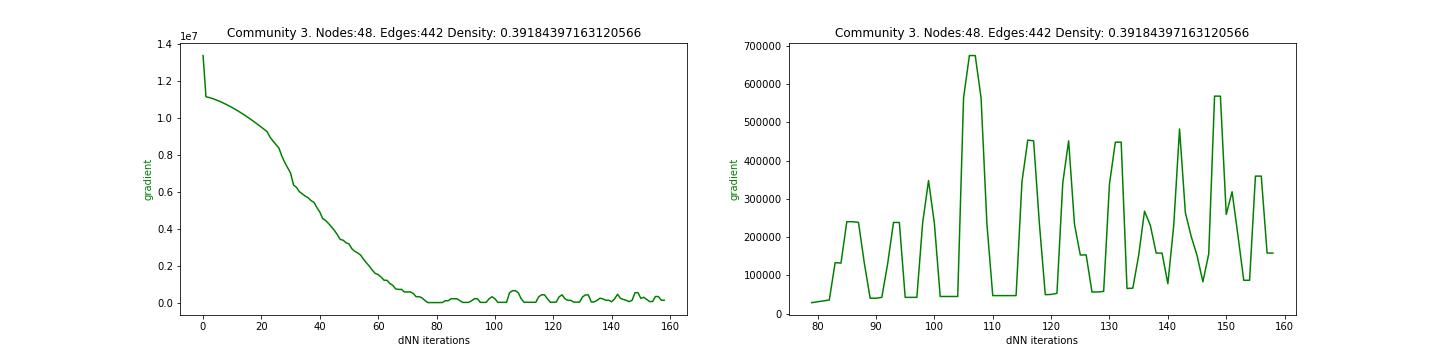 Community 3. Nodes:48. Edges:442 Density: 0.39184397163120566
1e7
1.4
1.2
1.0
0.8
0.6
0.4
0.2
0.0
gradient
0 20 40 60 80 100 120 140 160
dNN iterations
Community 3. Nodes:48. Edges:442 Density: 0.39184397163120566
700000
600000
500000
400000
300000
200000
100000
0
gradient
80 90 100 110 120 130 140 150 160
dNN iterations